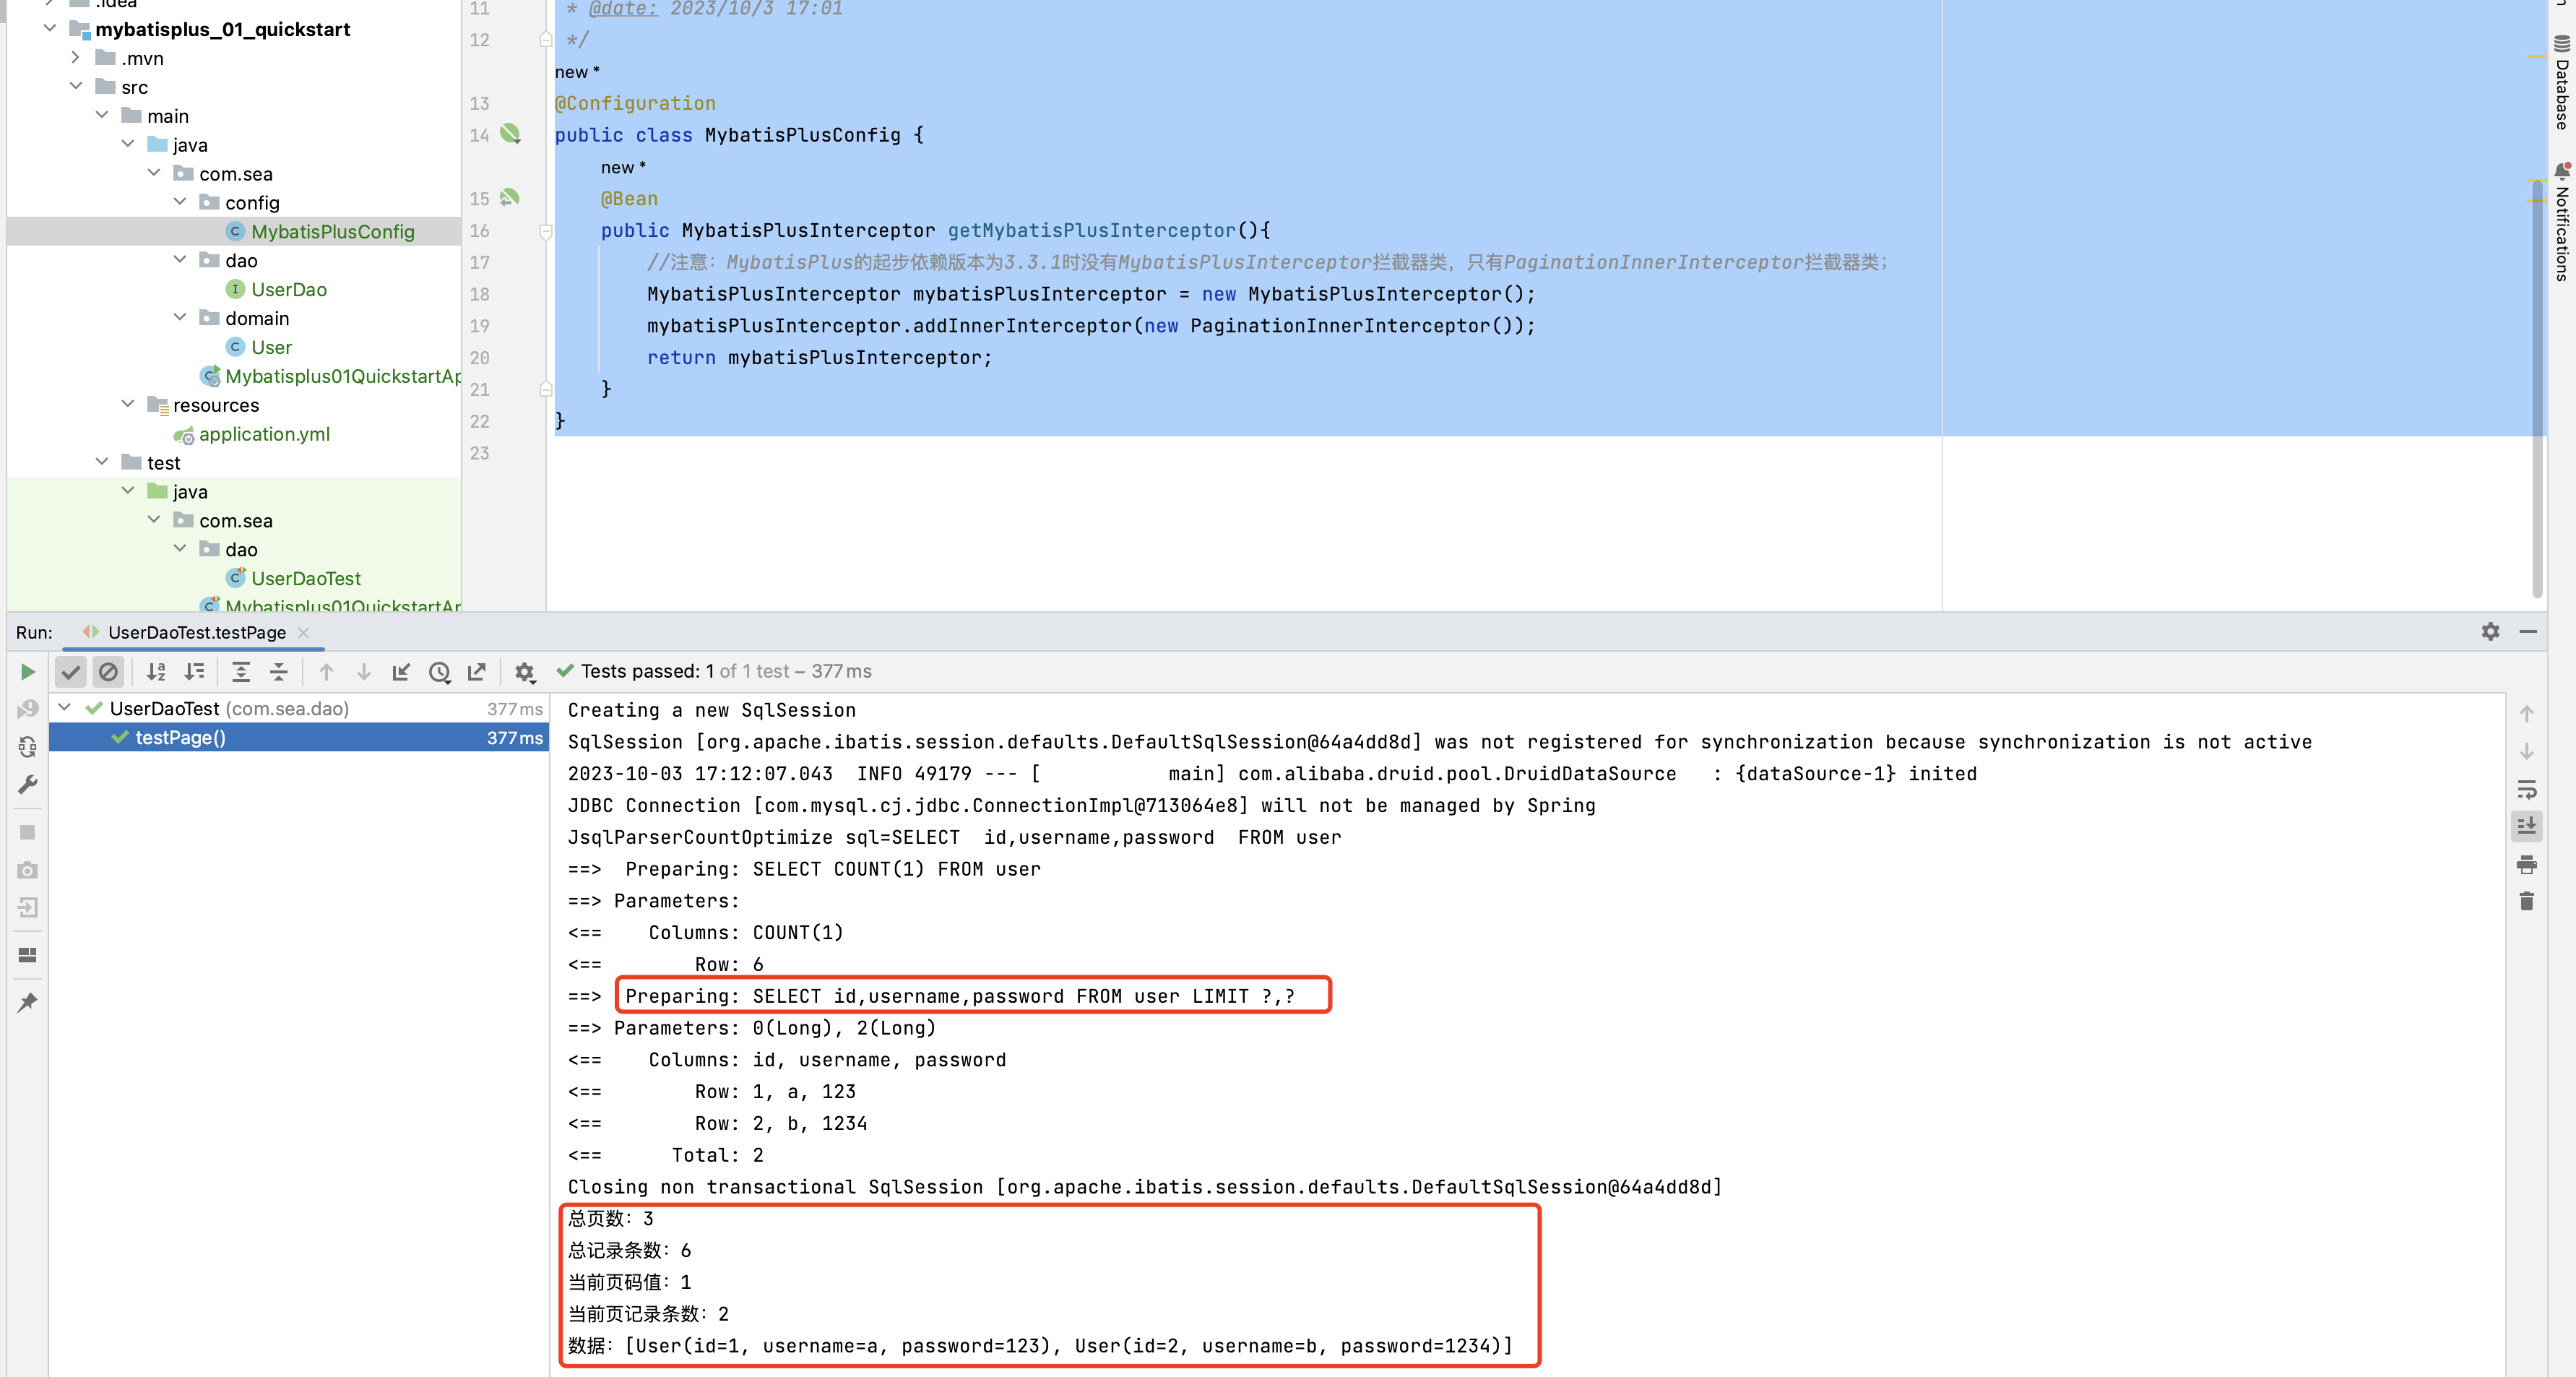 .idea
mybatisplus_01_quickstart
.mvn
src
main
java
com.sea
config
MybatisPlusConfig
dao
UserDao
domain
User
Mybatisplus01QuickstartAp
resources
application.yml
test
java
com.sea
dao
UserDaoTest
Mybatisplus01QuickstartAp
11 * @date: 2023/10/3 17:01
12 */
new *
13 @Configuration
14 public class MybatisPlusConfig {
new *
15 @Bean
16 public MybatisPlusInterceptor getMybatisPlusInterceptor(){
17 //注意：MybatisPlus的起步依赖版本为3.3.1时没有MybatisPlusInterceptor拦截器类，只有PaginationInnerInterceptor拦截器类；
18 MybatisPlusInterceptor mybatisPlusInterceptor = new MybatisPlusInterceptor();
19 mybatisPlusInterceptor.addInnerInterceptor(new PaginationInnerInterceptor());
20 return mybatisPlusInterceptor;
21 }
22 }
23
Database
Notifications
Run: UserDaoTest.testPage
Tests passed: 1 of 1 test – 377 ms
UserDaoTest (com.sea.dao) 377 ms
testPage() 377 ms
Creating a new SqlSession
SqlSession [org.apache.ibatis.session.defaults.DefaultSqlSession@64a4dd8d] was not registered for synchronization because synchronization is not active
2023-10-03 17:12:07.043  INFO 49179 --- [           main] com.alibaba.druid.pool.DruidDataSource   : {dataSource-1} inited
JDBC Connection [com.mysql.cj.jdbc.ConnectionImpl@713064e8] will not be managed by Spring
JsqlParserCountOptimize sql=SELECT  id,username,password  FROM user
==>  Preparing: SELECT COUNT(1) FROM user
==> Parameters:
<==    Columns: COUNT(1)
<==        Row: 6
==>  Preparing: SELECT id,username,password FROM user LIMIT ?,?
==> Parameters: 0(Long), 2(Long)
<==    Columns: id, username, password
<==        Row: 1, a, 123
<==        Row: 2, b, 1234
<==      Total: 2
Closing non transactional SqlSession [org.apache.ibatis.session.defaults.DefaultSqlSession@64a4dd8d]
总页数：3
总记录条数：6
当前页码值：1
当前页记录条数：2
数据：[User(id=1, username=a, password=123), User(id=2, username=b, password=1234)]